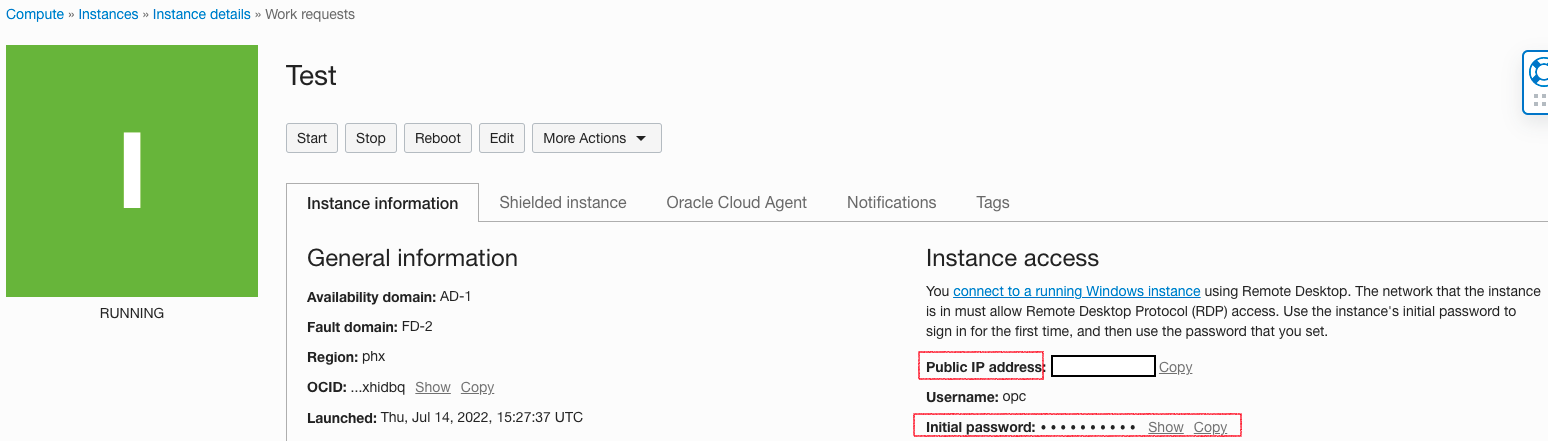 Compute » Instances » Instance details » Work requests
I
RUNNING
Test
Start Stop Reboot Edit More Actions
Instance information Shielded instance Oracle Cloud Agent Notifications Tags
General information
Availability domain: AD-1
Fault domain: FD-2
Region: phx
OCID: ...xhidbq Show Copy
Launched: Thu, Jul 14, 2022, 15:27:37 UTC
Instance access
You connect to a running Windows instance using Remote Desktop. The network that the instance
is in must allow Remote Desktop Protocol (RDP) access. Use the instance's initial password to
sign in for the first time, and then use the password that you set.
Public IP address: Copy
Username: opc
Initial password: •••••••••• Show Copy